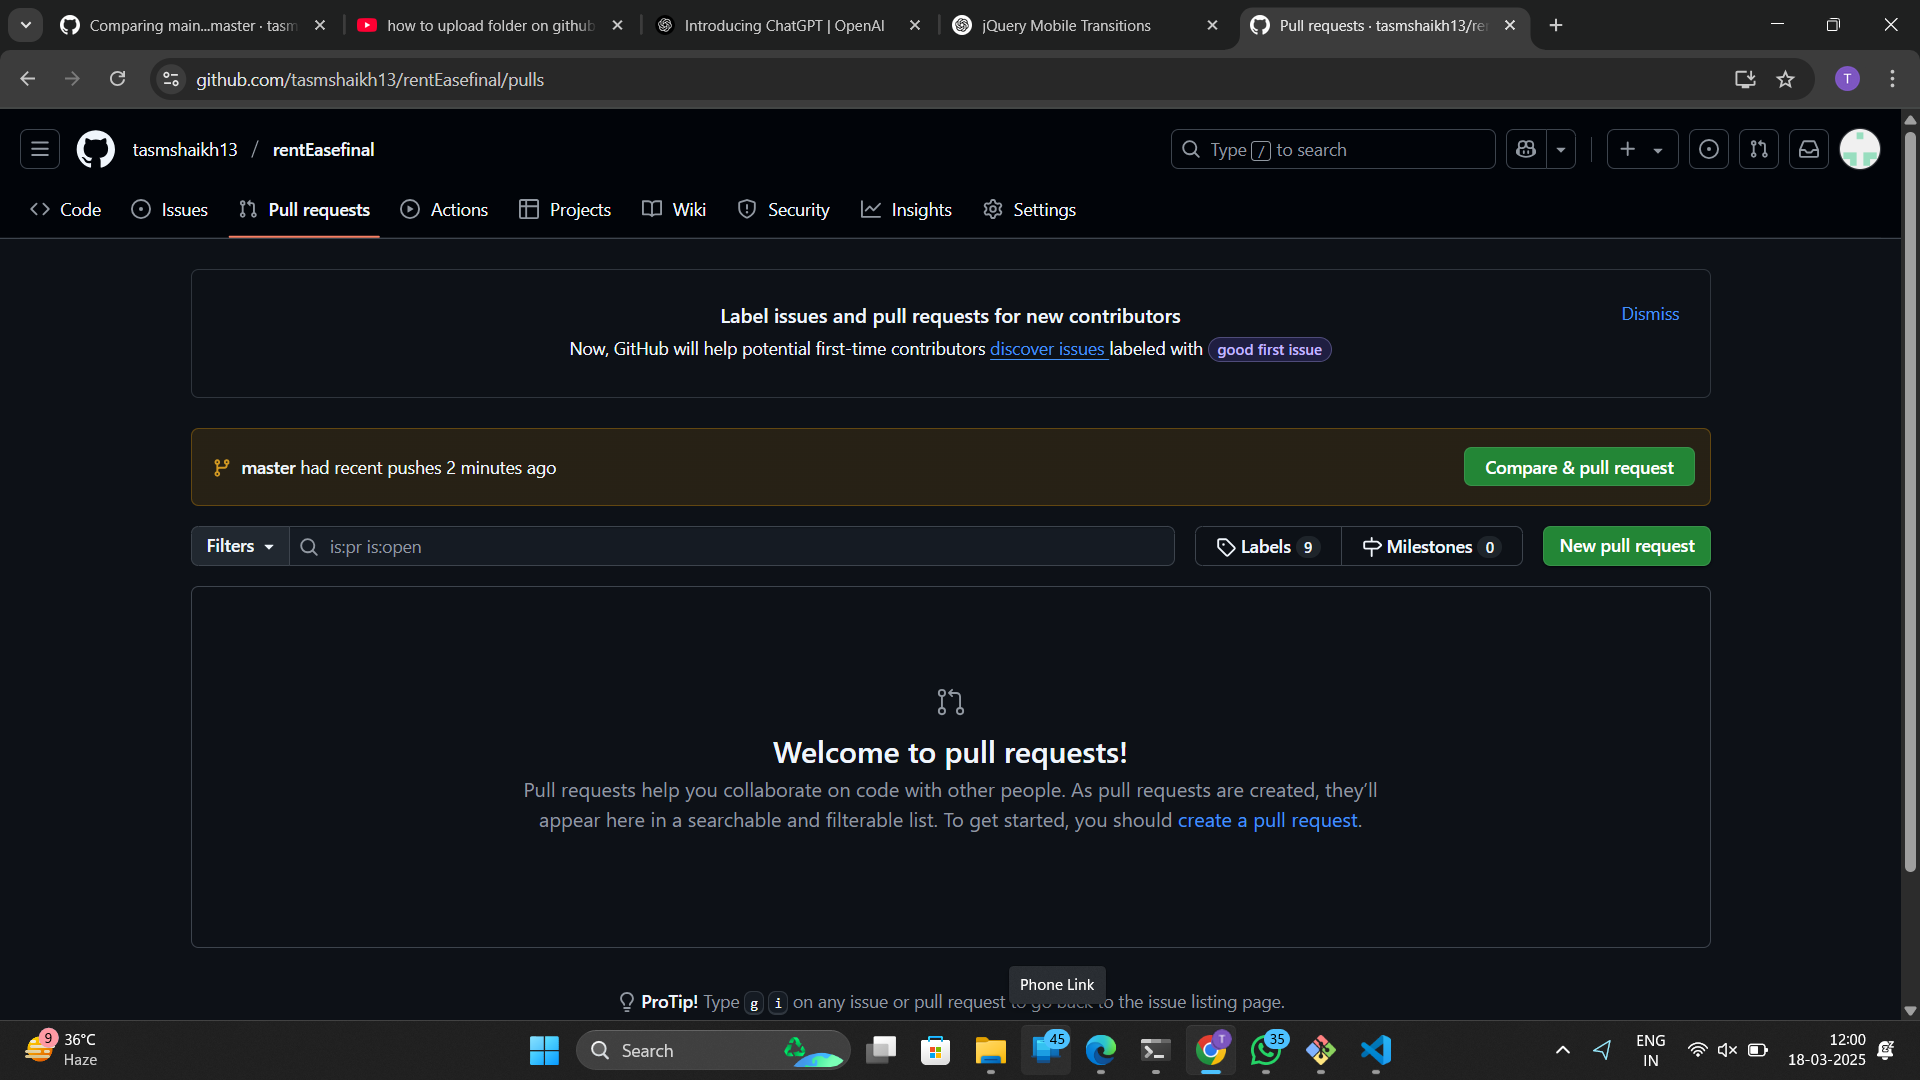 Comparing main...master · tasm
how to upload folder on github
Introducing ChatGPT | OpenAI
jQuery Mobile Transitions
Pull requests · tasmshaikh13/re
github.com/tasmshaikh13/rentEasefinal/pulls
T
tasmshaikh13 / rentEasefinal
Type / to search
Code
Issues
Pull requests
Actions
Projects
Wiki
Security
Insights
Settings
Label issues and pull requests for new contributors
Dismiss
Now, GitHub will help potential first-time contributors discover issues labeled with good first issue
master had recent pushes 2 minutes ago
Compare & pull request
Filters
is:pr is:open
Labels 9
Milestones 0
New pull request
Welcome to pull requests!
Pull requests help you collaborate on code with other people. As pull requests are created, they'll
appear here in a searchable and filterable list. To get started, you should create a pull request.
Phone Link
ProTip! Type g i on any issue or pull request to go back to the issue listing page.
9
36°C
Haze
Search
45
T
35
ENG
IN
12:00
18-03-2025